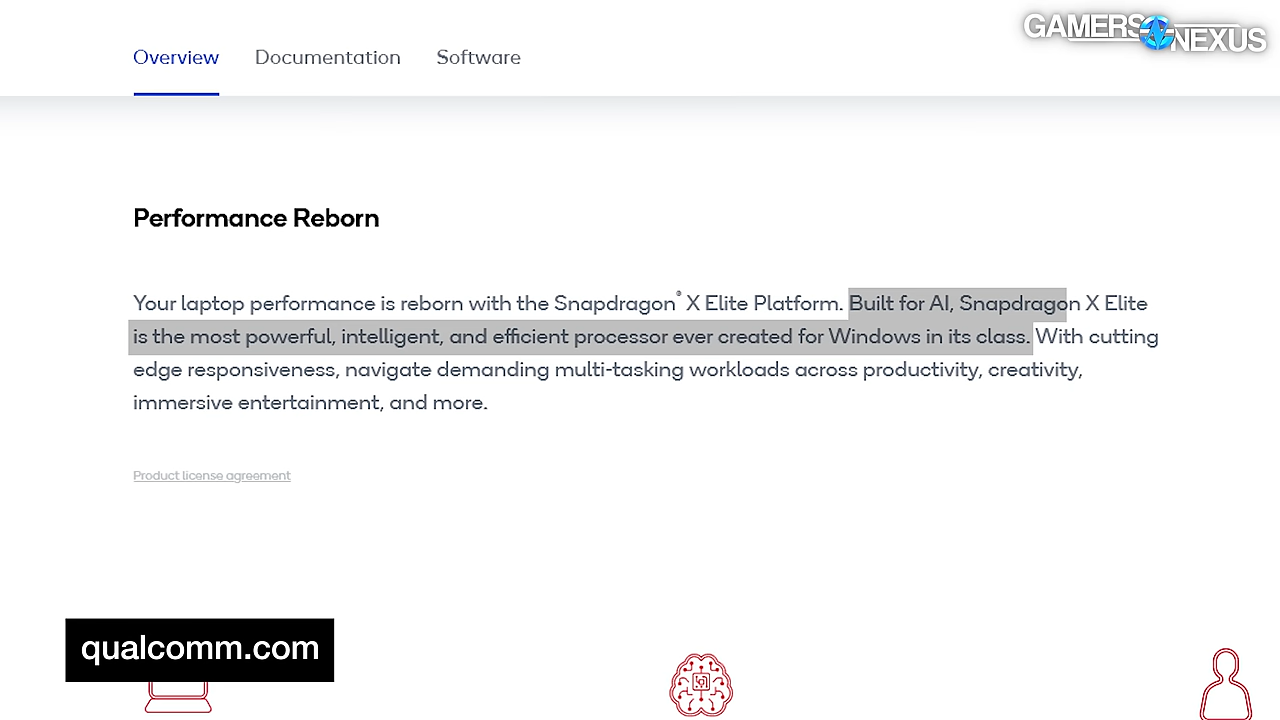 GAMERS NEXUS
Overview Documentation Software
Performance Reborn
Your laptop performance is reborn with the Snapdragon® X Elite Platform. Built for AI, Snapdragon X Elite
is the most powerful, intelligent, and efficient processor ever created for Windows in its class. With cutting
edge responsiveness, navigate demanding multi-tasking workloads across productivity, creativity,
immersive entertainment, and more.
Product license agreement
qualcomm.com